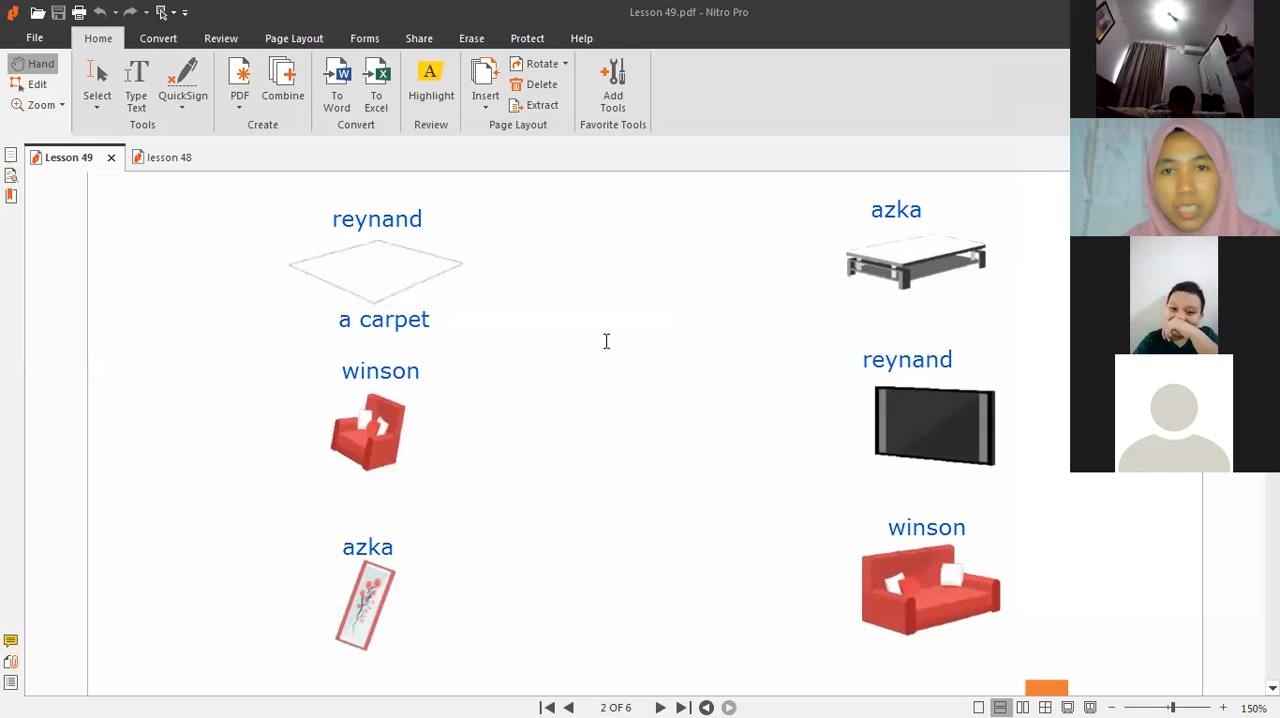 Lesson 49.pdf - Nitro Pro
File Home Convert Review Page Layout Forms Share Erase Protect Help
Hand
Edit
Zoom
Select
Type Text
QuickSign
Tools
PDF
Combine
Create
To Word
To Excel
Convert
Highlight
Review
Insert
Rotate
Delete
Extract
Page Layout
Add Tools
Favorite Tools
Lesson 49
lesson 48
reynand
azka
a carpet
winson
reynand
azka
winson
2 OF 6
150%